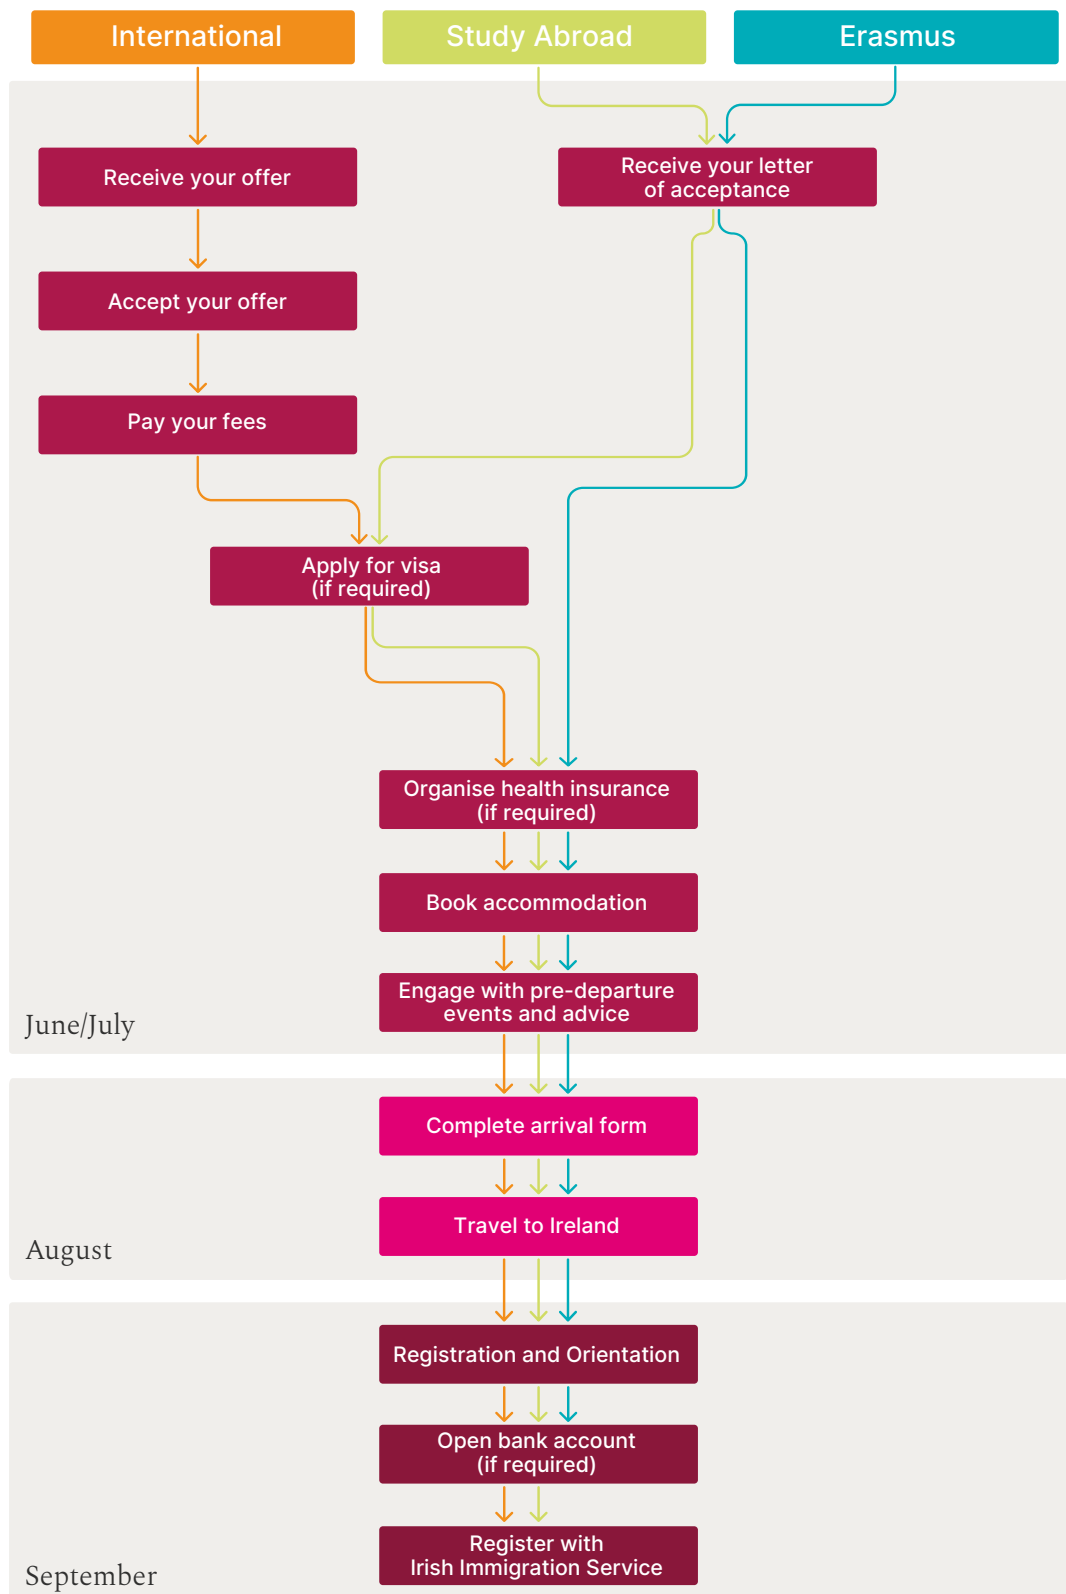 International
Study Abroad
Erasmus
Receive your offer
Receive your letter
of acceptance
Accept your offer
Pay your fees
Apply for visa
(if required)
Organise health insurance
(if required)
Book accommodation
Engage with pre-departure
events and advice
June/July
Complete arrival form
Travel to Ireland
August
Registration and Orientation
Open bank account
(if required)
Register with
Irish Immigration Service
September